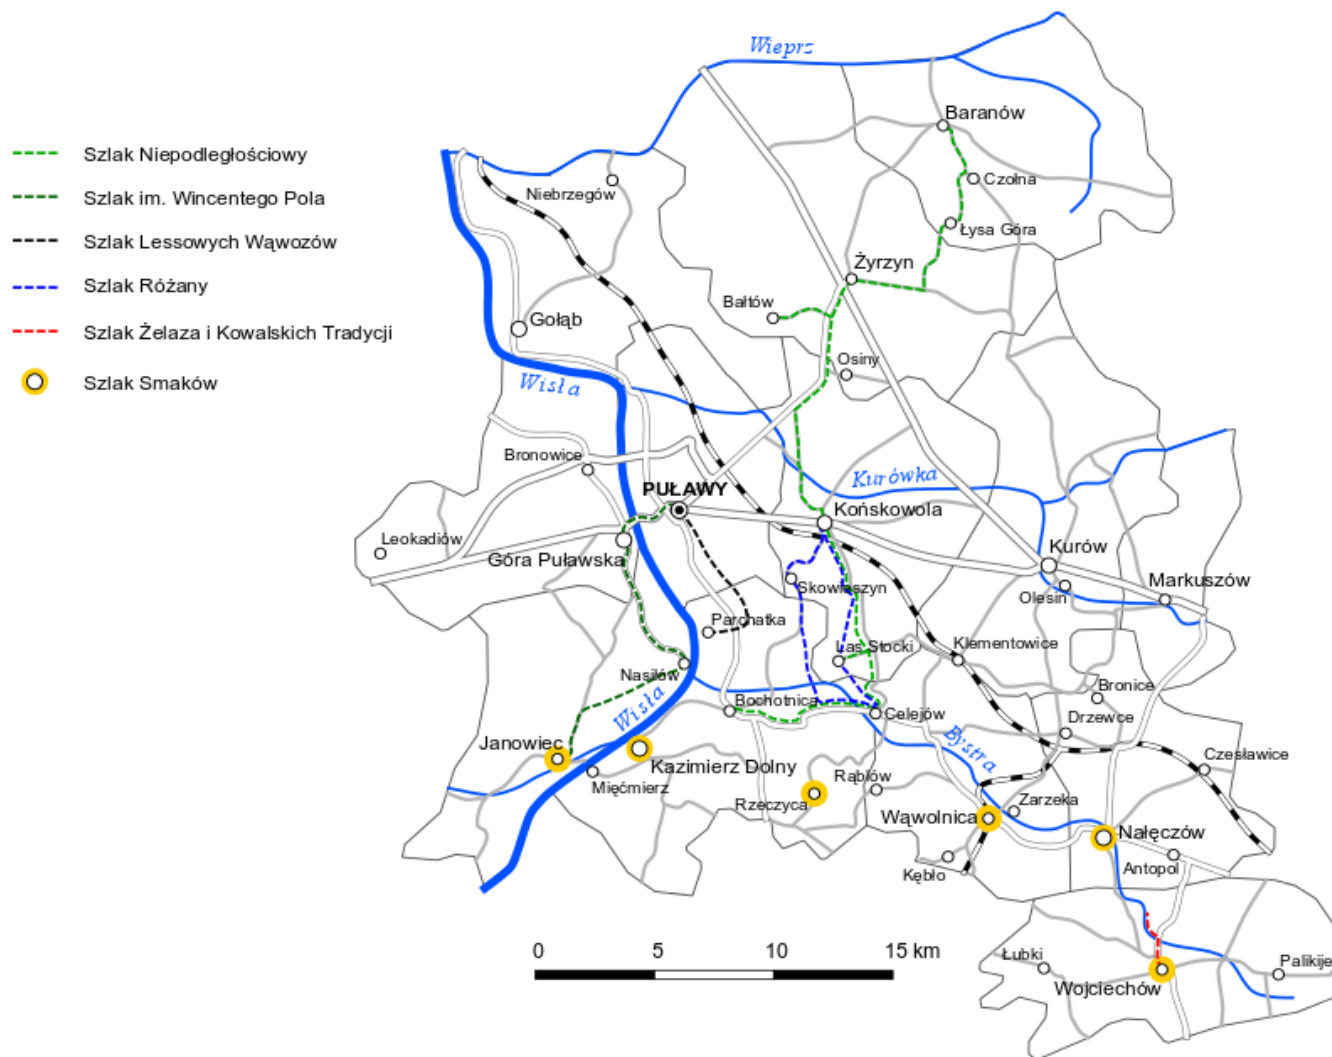 Wieprz
Baranów
Szlak Niepodległościowy
Szlak im. Wincentego Pola
Szlak Lessowych Wąwozów
Szlak Różany
Szlak Żelaza i Kowalskich Tradycji
Szlak Smaków
Niebrzegów
Czołna
Łysa Góra
Żyrzyn
Bałtów
Gołąb
Osiny
Wisła
Bronowice
PUŁAWY
Kurówka
Końskowola
Leokadiów
Góra Puławska
Kurów
Markuszów
Olesin
Skowieszyn
Parchatka
Las Stocki
Klementowice
Nasiłów
Bronice
Wisła
Bochotnica
Celejów
Drzewce
Bystra
Janowiec
Kazimierz Dolny
Czesławice
Mięćmierz
Rzeczyca
Rąblów
Zarzeka
Wąwolnica
Nałęczów
Antopol
Kębło
0 5 10 15 km
Łubki
Palikije
Wojciechów